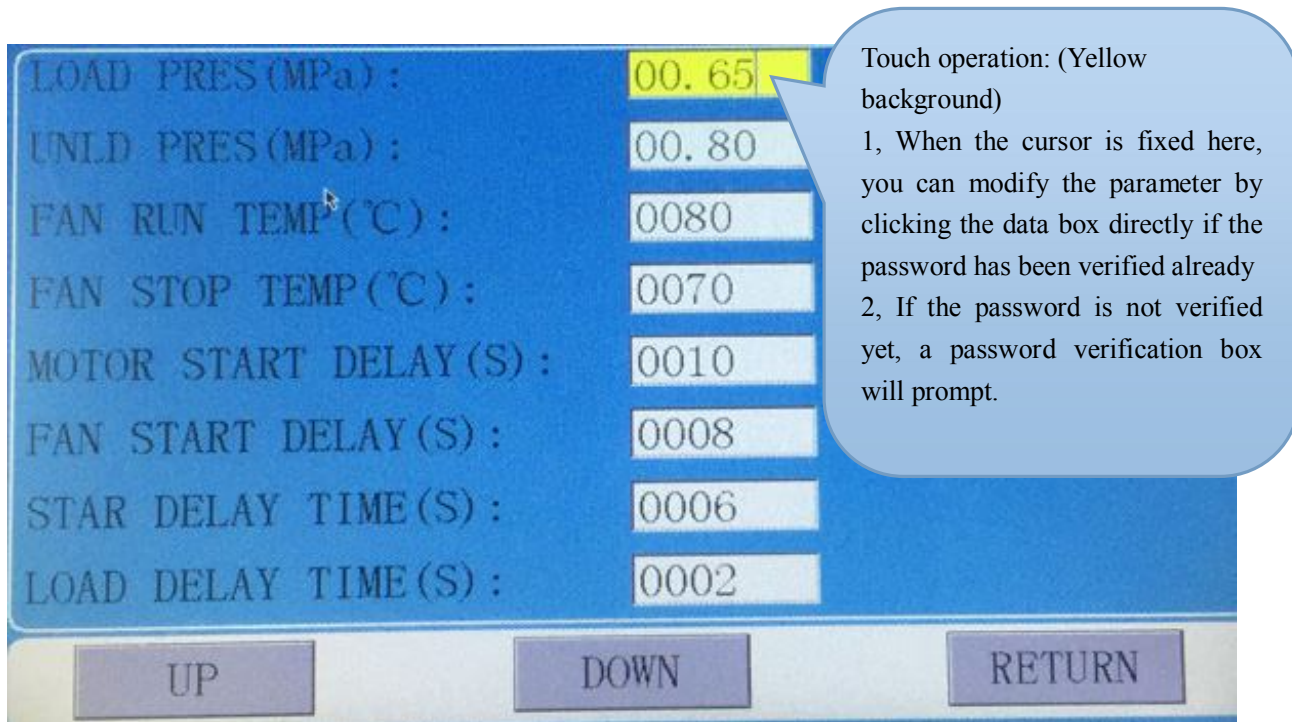 LOAD PRES(MPa): 00.65
UNLD PRES(MPa): 00.80
FAN RUN TEMP(℃): 0080
FAN STOP TEMP(℃): 0070
MOTOR START DELAY(S): 0010
FAN START DELAY(S): 0008
STAR DELAY TIME(S): 0006
LOAD DELAY TIME(S): 0002
UP DOWN RETURN
Touch operation: (Yellow
background)
1, When the cursor is fixed here,
you can modify the parameter by
clicking the data box directly if the
password has been verified already
2, If the password is not verified
yet, a password verification box
will prompt.